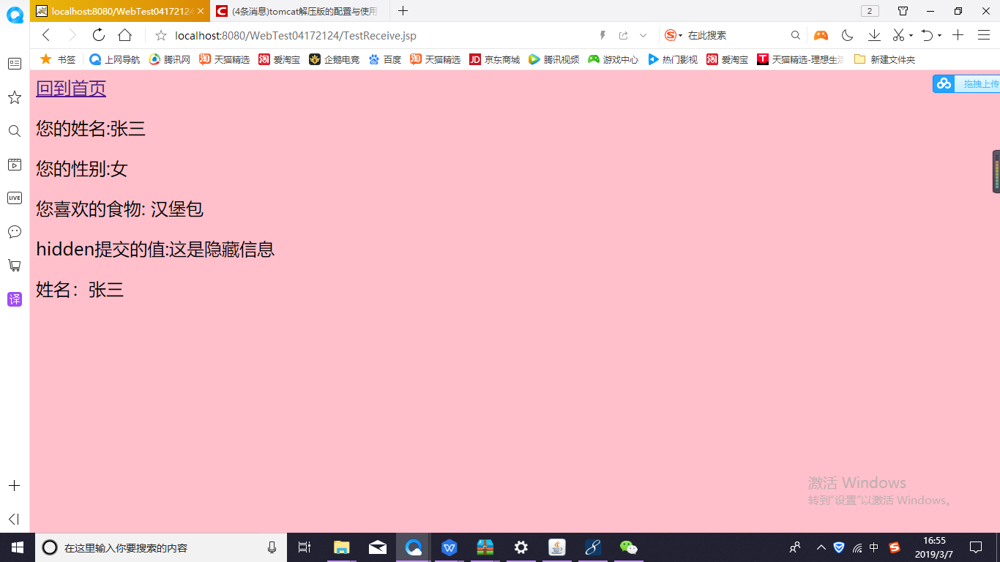 localhost:8080/WebTest04172124
(4条消息)tomcat解压版的配置与使用
2
localhost:8080/WebTest04172124/TestReceive.jsp
在此搜索
书签 上网导航 腾讯网 天猫精选 爱淘宝 企鹅电竞 百度 天猫精选 京东商城 腾讯视频 游戏中心 热门影视 爱淘宝 天猫精选-理想生活 新建文件夹
回到首页
拖拽上传
您的姓名:张三
您的性别:女
您喜欢的食物: 汉堡包
hidden提交的值:这是隐藏信息
姓名：张三
LIVE
译
激活 Windows
转到"设置"以激活 Windows。
在这里输入你要搜索的内容
中
16:55
2019/3/7